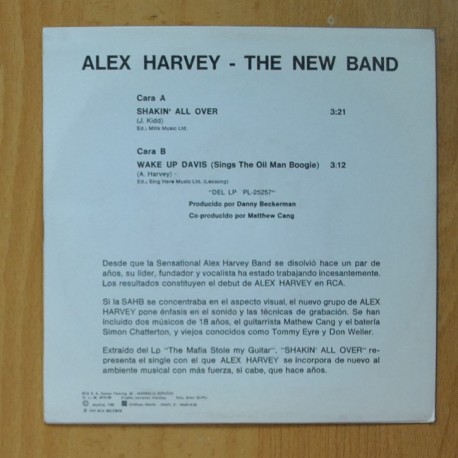 ALEX HARVEY - THE NEW BAND
Cara A
SHAKIN' ALL OVER 3:21
(J. Kidd)
Ed.: Mills Music Ltd.
Cara B
WAKE UP DAVIS (Sings The Oil Man Boogie) 3:12
(A. Harvey)
Ed.: Sing Here Music Ltd. (Leosong)
"DEL LP PL-25257"
Producido por Danny Beckerman
Co-producido por Matthew Cang
Desde que la Sensational Alex Harvey Band se disolvió hace un par de
años, su líder, fundador y vocalista ha estado trabajando incesantemente.
Los resultados constituyen el debut de ALEX HARVEY en RCA.
Si la SAHB se concentraba en el aspecto visual, el nuevo grupo de ALEX
HARVEY pone énfasis en el sonido y las técnicas de grabación. Se han
incluido dos músicos de 18 años, el guitarrista Mathew Cang y el batería
Simon Chatterton, y viejos conocidos como Tommy Eyre y Don Weller.
Extraído del Lp "The Mafia Stole my Guitar", "SHAKIN' ALL OVER" re-
presenta el single con el que ALEX HARVEY se incorpora de nuevo al
ambiente musical con más fuerza, si cabe, que hace años.